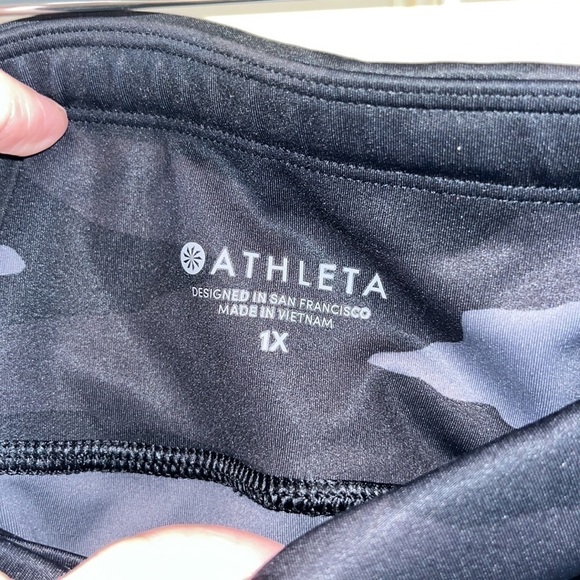 ATHLETA
DESIGNED IN SAN FRANCISCO
MADE IN VIETNAM
1X